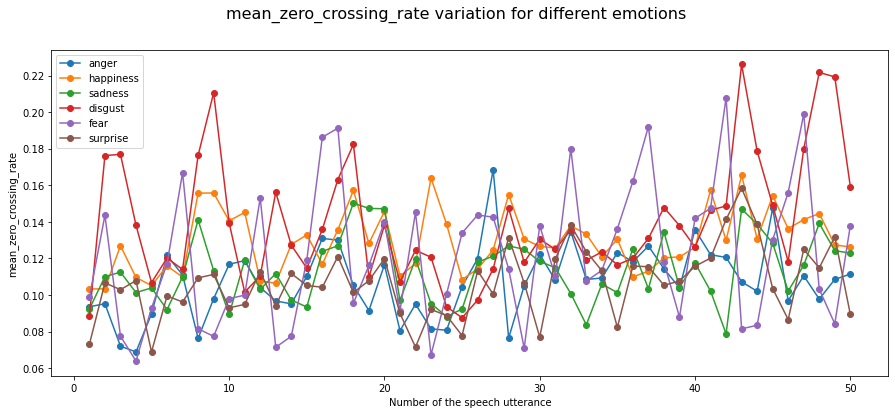 mean_zero_crossing_rate variation for different emotions
anger
happiness
sadness
disgust
fear
surprise
mean_zero_crossing_rate
0.22
0.20
0.18
0.16
0.14
0.12
0.10
0.08
0.06
0 10 20 30 40 50
Number of the speech utterance